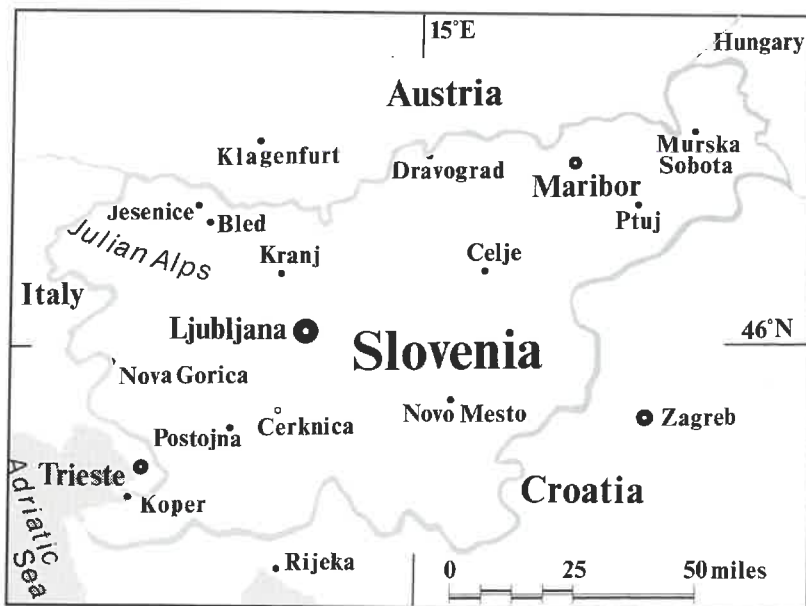 15°E
Hungary
Austria
Klagenfurt
Dravograd
Murska
Sobota
Maribor
Jesenice
Bled
Ptuj
Julian Alps
Kranj
Celje
Italy
Ljubljana
Slovenia
46°N
Nova Gorica
Novo Mesto
Zagreb
Cerknica
Postojna
Trieste
Koper
Croatia
Adriatic
Sea
Rijeka
0 25 50 miles